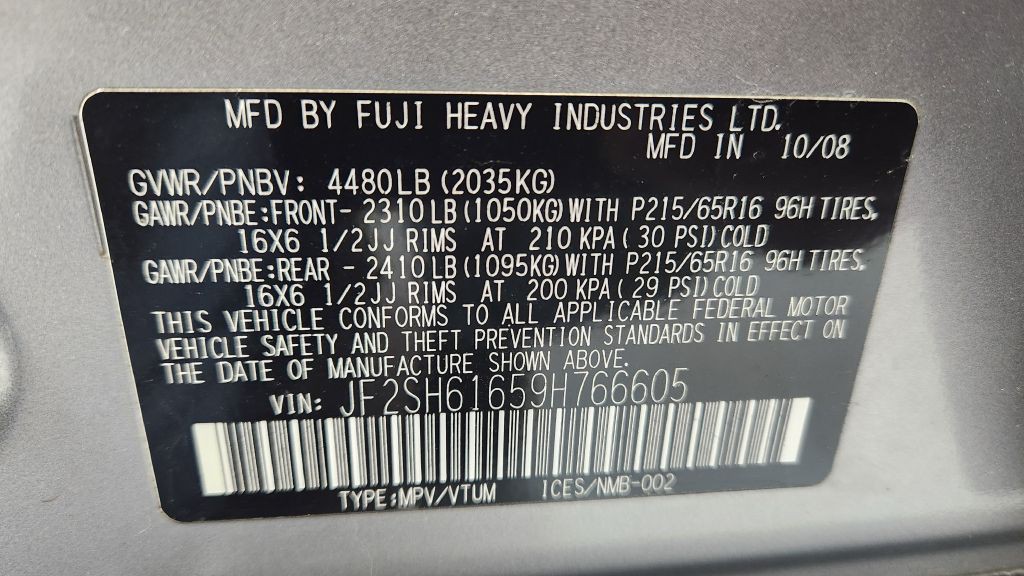 MFD BY FUJI HEAVY INDUSTRIES LTD.
MFD IN 10/08
GVWR/PNBV: 4480LB(2035KG)
GAWR/PNBE:FRONT- 2310LB(1050KG)WITH P215/65R16 96H TIRES,
16X6 1/2JJ RIMS AT 210 KPA(30 PSI)COLD
GAWR/PNBE:REAR - 2410LB(1095KG)WITH P215/65R16 96H TIRES.
16X6 1/2JJ RIMS AT 200 KPA(29 PSI)COLD
THIS VEHICLE CONFORMS TO ALL APPLICABLE FEDERAL MOTOR
VEHICLE SAFETY AND THEFT PREVENTION STANDARDS IN EFFECT ON
THE DATE OF MANUFACTURE SHOWN ABOVE.
VIN: JF2SH61659H766605
TYPE:MPV/VTUM ICES/NMB-002